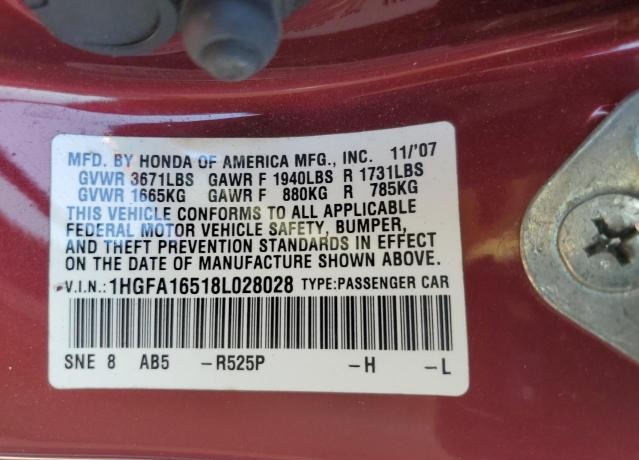 MFD. BY HONDA OF AMERICA MFG., INC. 11/'07
GVWR 3671LBS GAWR F 1940LBS R 1731LBS
GVWR 1665KG GAWR F 880KG R 785KG
THIS VEHICLE CONFORMS TO ALL APPLICABLE
FEDERAL MOTOR VEHICLE SAFETY, BUMPER,
AND THEFT PREVENTION STANDARDS IN EFFECT
ON THE DATE OF MANUFACTURE SHOWN ABOVE.
V.I.N.: 1HGFA16518L028028 TYPE:PASSENGER CAR
SNE 8 AB5 -R525P -H -L